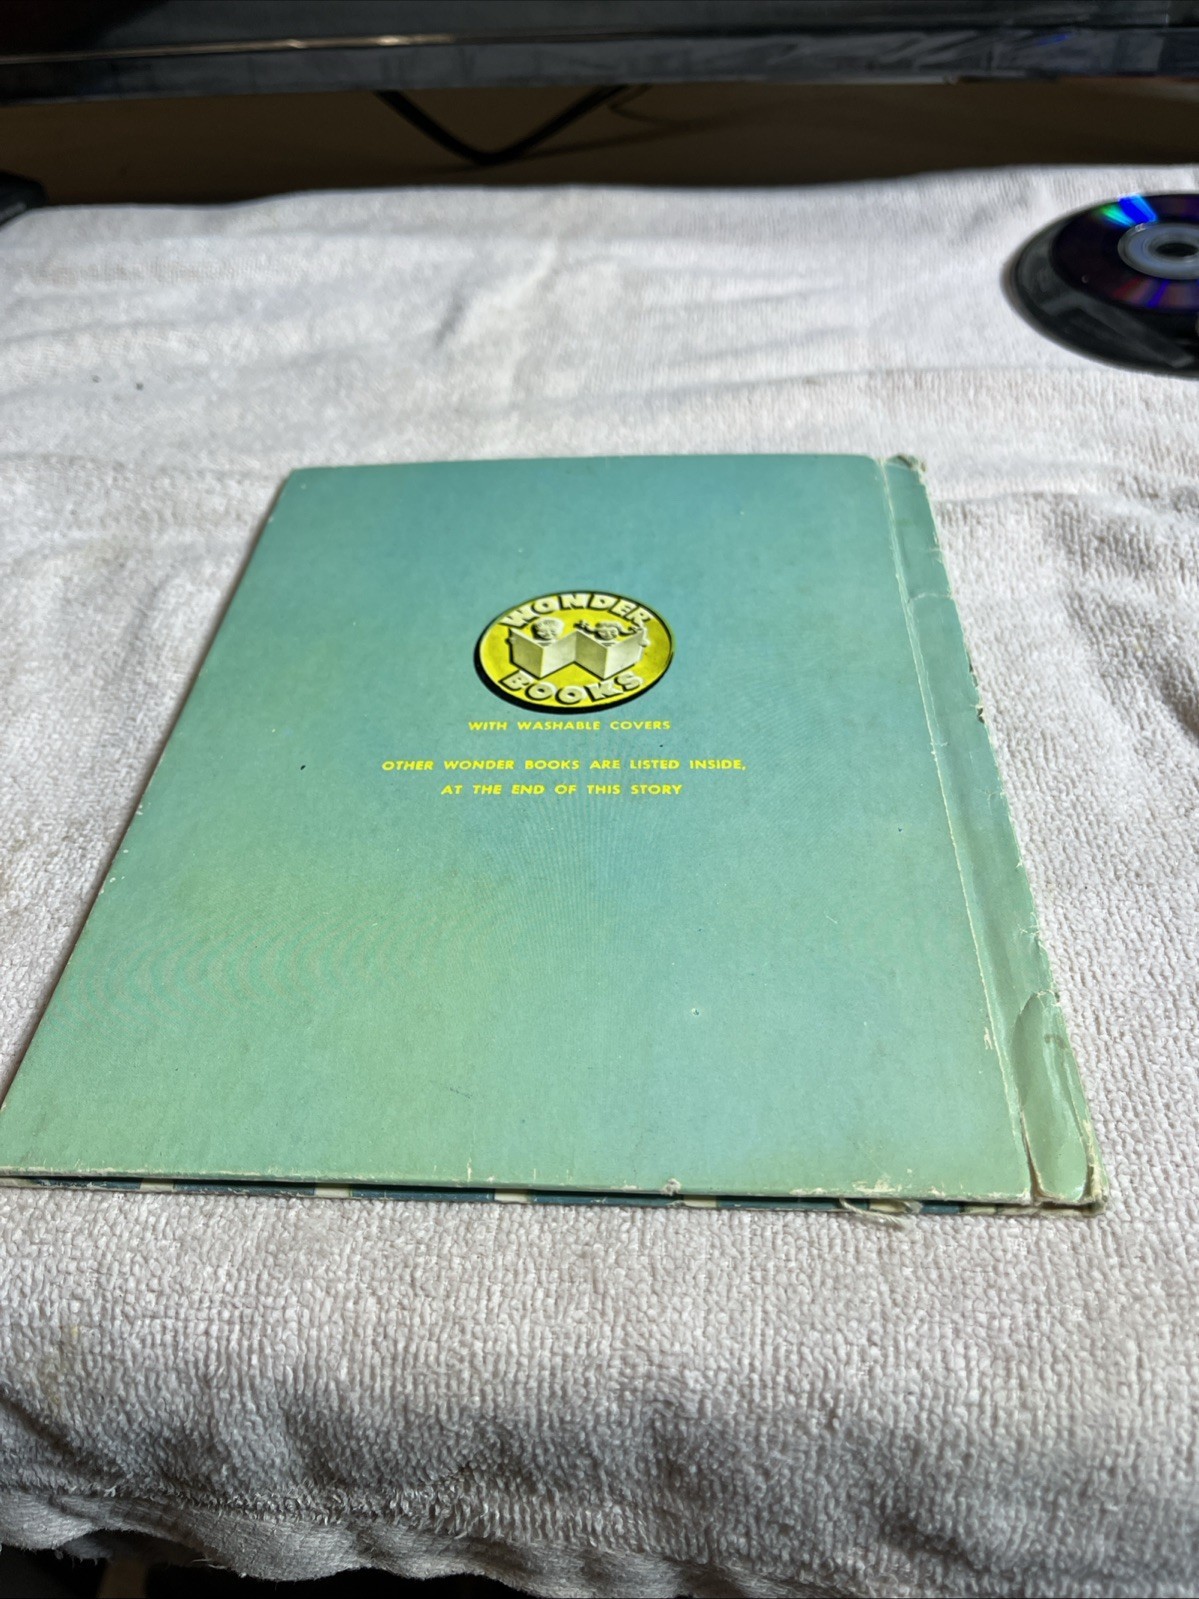 WONDER
BOOKS
WITH WASHABLE COVERS
OTHER WONDER BOOKS ARE LISTED INSIDE,
AT THE END OF THIS STORY